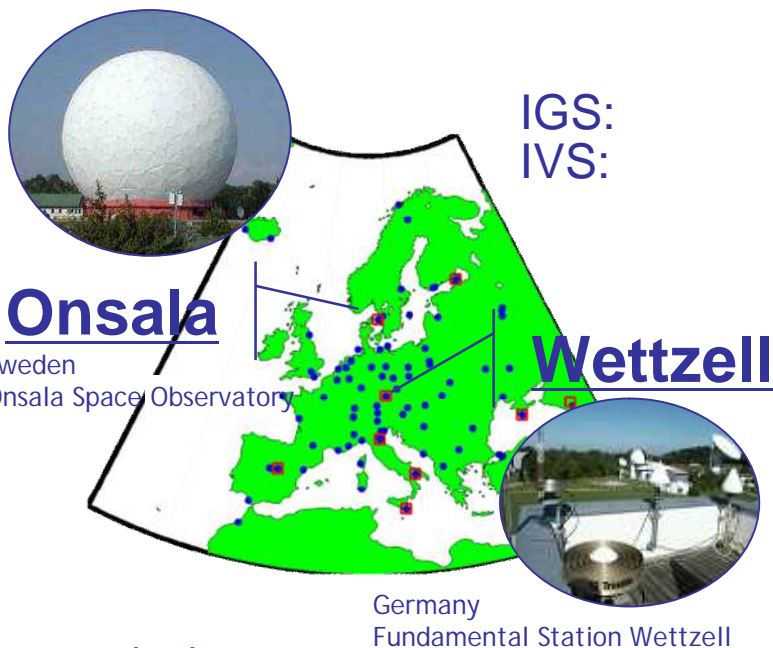 IGS:
IVS:
Onsala
weden
Onsala Space Observatory
Wettzell
Germany
Fundamental Station Wettzell